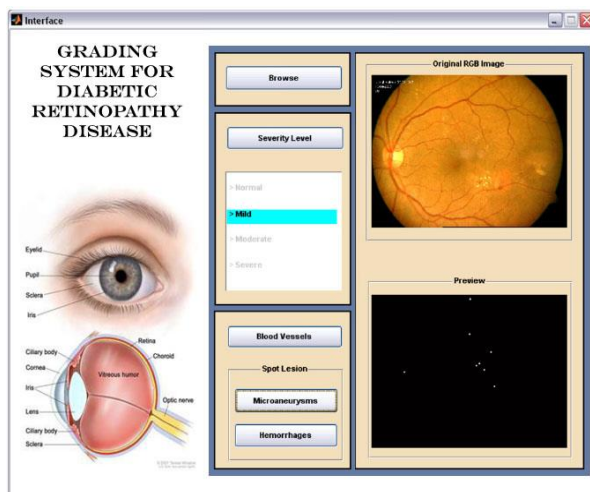 Interface
GRADING
SYSTEM FOR
DIABETIC
RETINOPATHY
DISEASE
Eyelid
Pupil
Sclera
Iris
Ciliary body
Cornea
Iris
Lens
Ciliary body
Sclera
Retina
Choroid
Vitreous humor
Optic nerve
Browse
Severity Level
> Normal
> Mild
> Moderate
> Severe
Blood Vessels
Spot Lesion
Microaneurysms
Hemorrhages
Original RGB Image
Preview